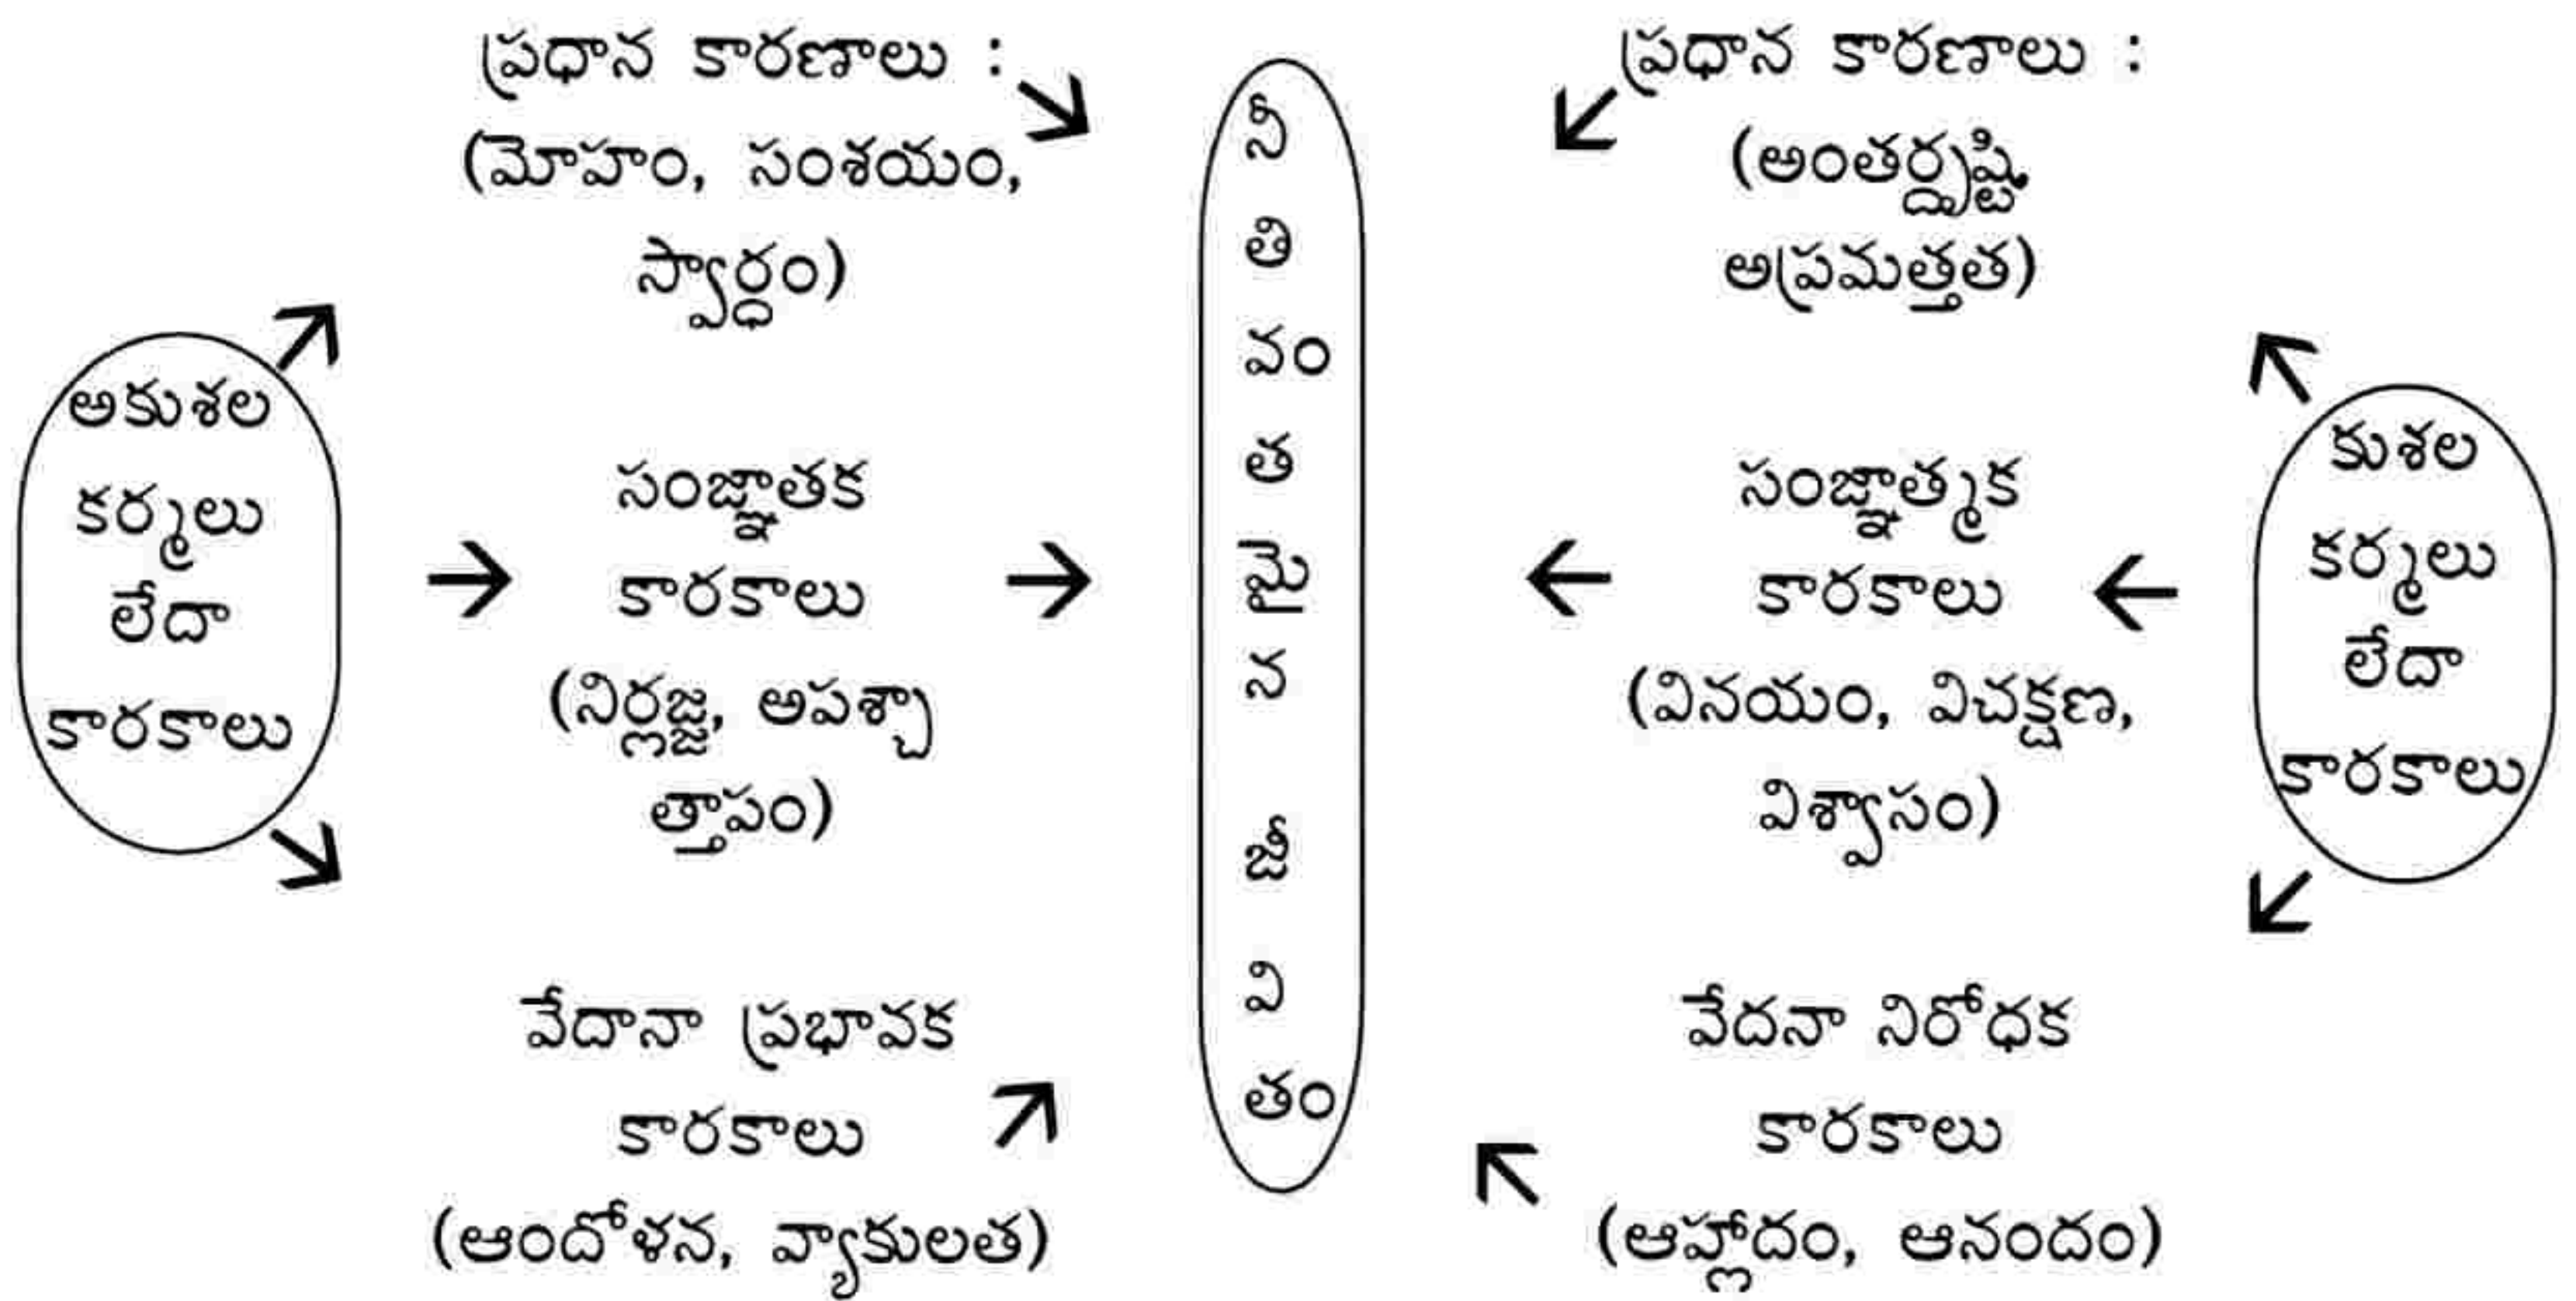 అకుశల
కర్మలు
లేదా
కారకాలు
ప్రధాన కారణాలు :
(మోహం, సంశయం,
స్వార్ధం)
సంజ్ఞాతక
కారకాలు
(నిర్లజ్జ, అపశ్చా
త్తాపం)
వేదానా ప్రభావక
కారకాలు
(ఆందోళన, వ్యాకులత)
నీ
తి
వం
త
మై
న
జీ
వి
తం
ప్రధాన కారణాలు :
(అంతర్దృష్టి,
అప్రమత్తత)
సంజ్ఞాత్మక
కారకాలు
(వినయం, విచక్షణ,
విశ్వాసం)
వేదనా నిరోధక
కారకాలు
(ఆహ్లాదం, ఆనందం)
కుశల
కర్మలు
లేదా
కారకాలు